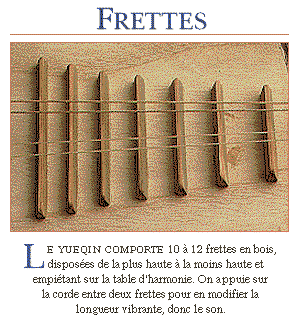 FRETTES
LE YUEQIN COMPORTE 10 à 12 frettes en bois,
disposées de la plus haute à la moins haute et
empiétant sur la table d'harmonie. On appuie sur
la corde entre deux frettes pour en modifier la
longueur vibrante, donc le son.